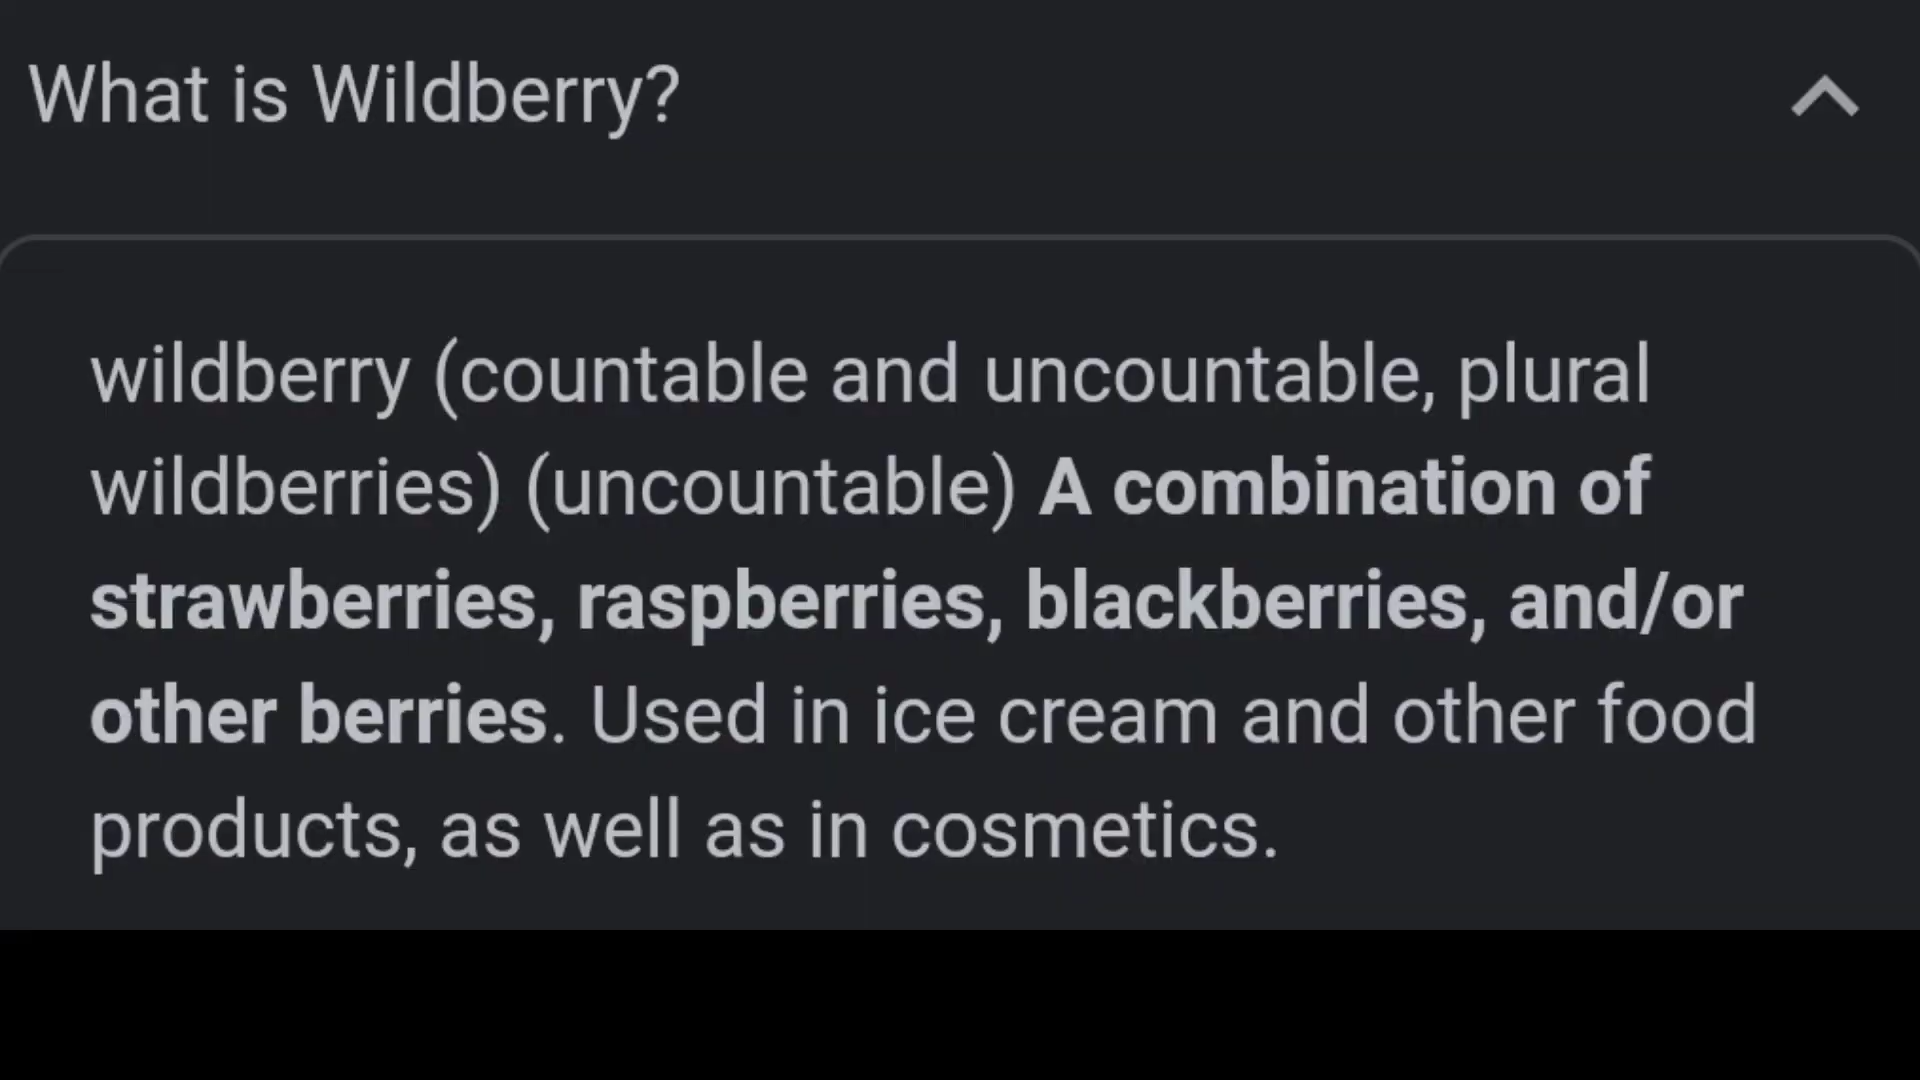 What is Wildberry?
wildberry (countable and uncountable, plural
wildberries) (uncountable) A combination of
strawberries, raspberries, blackberries, and/or
other berries. Used in ice cream and other food
products, as well as in cosmetics.